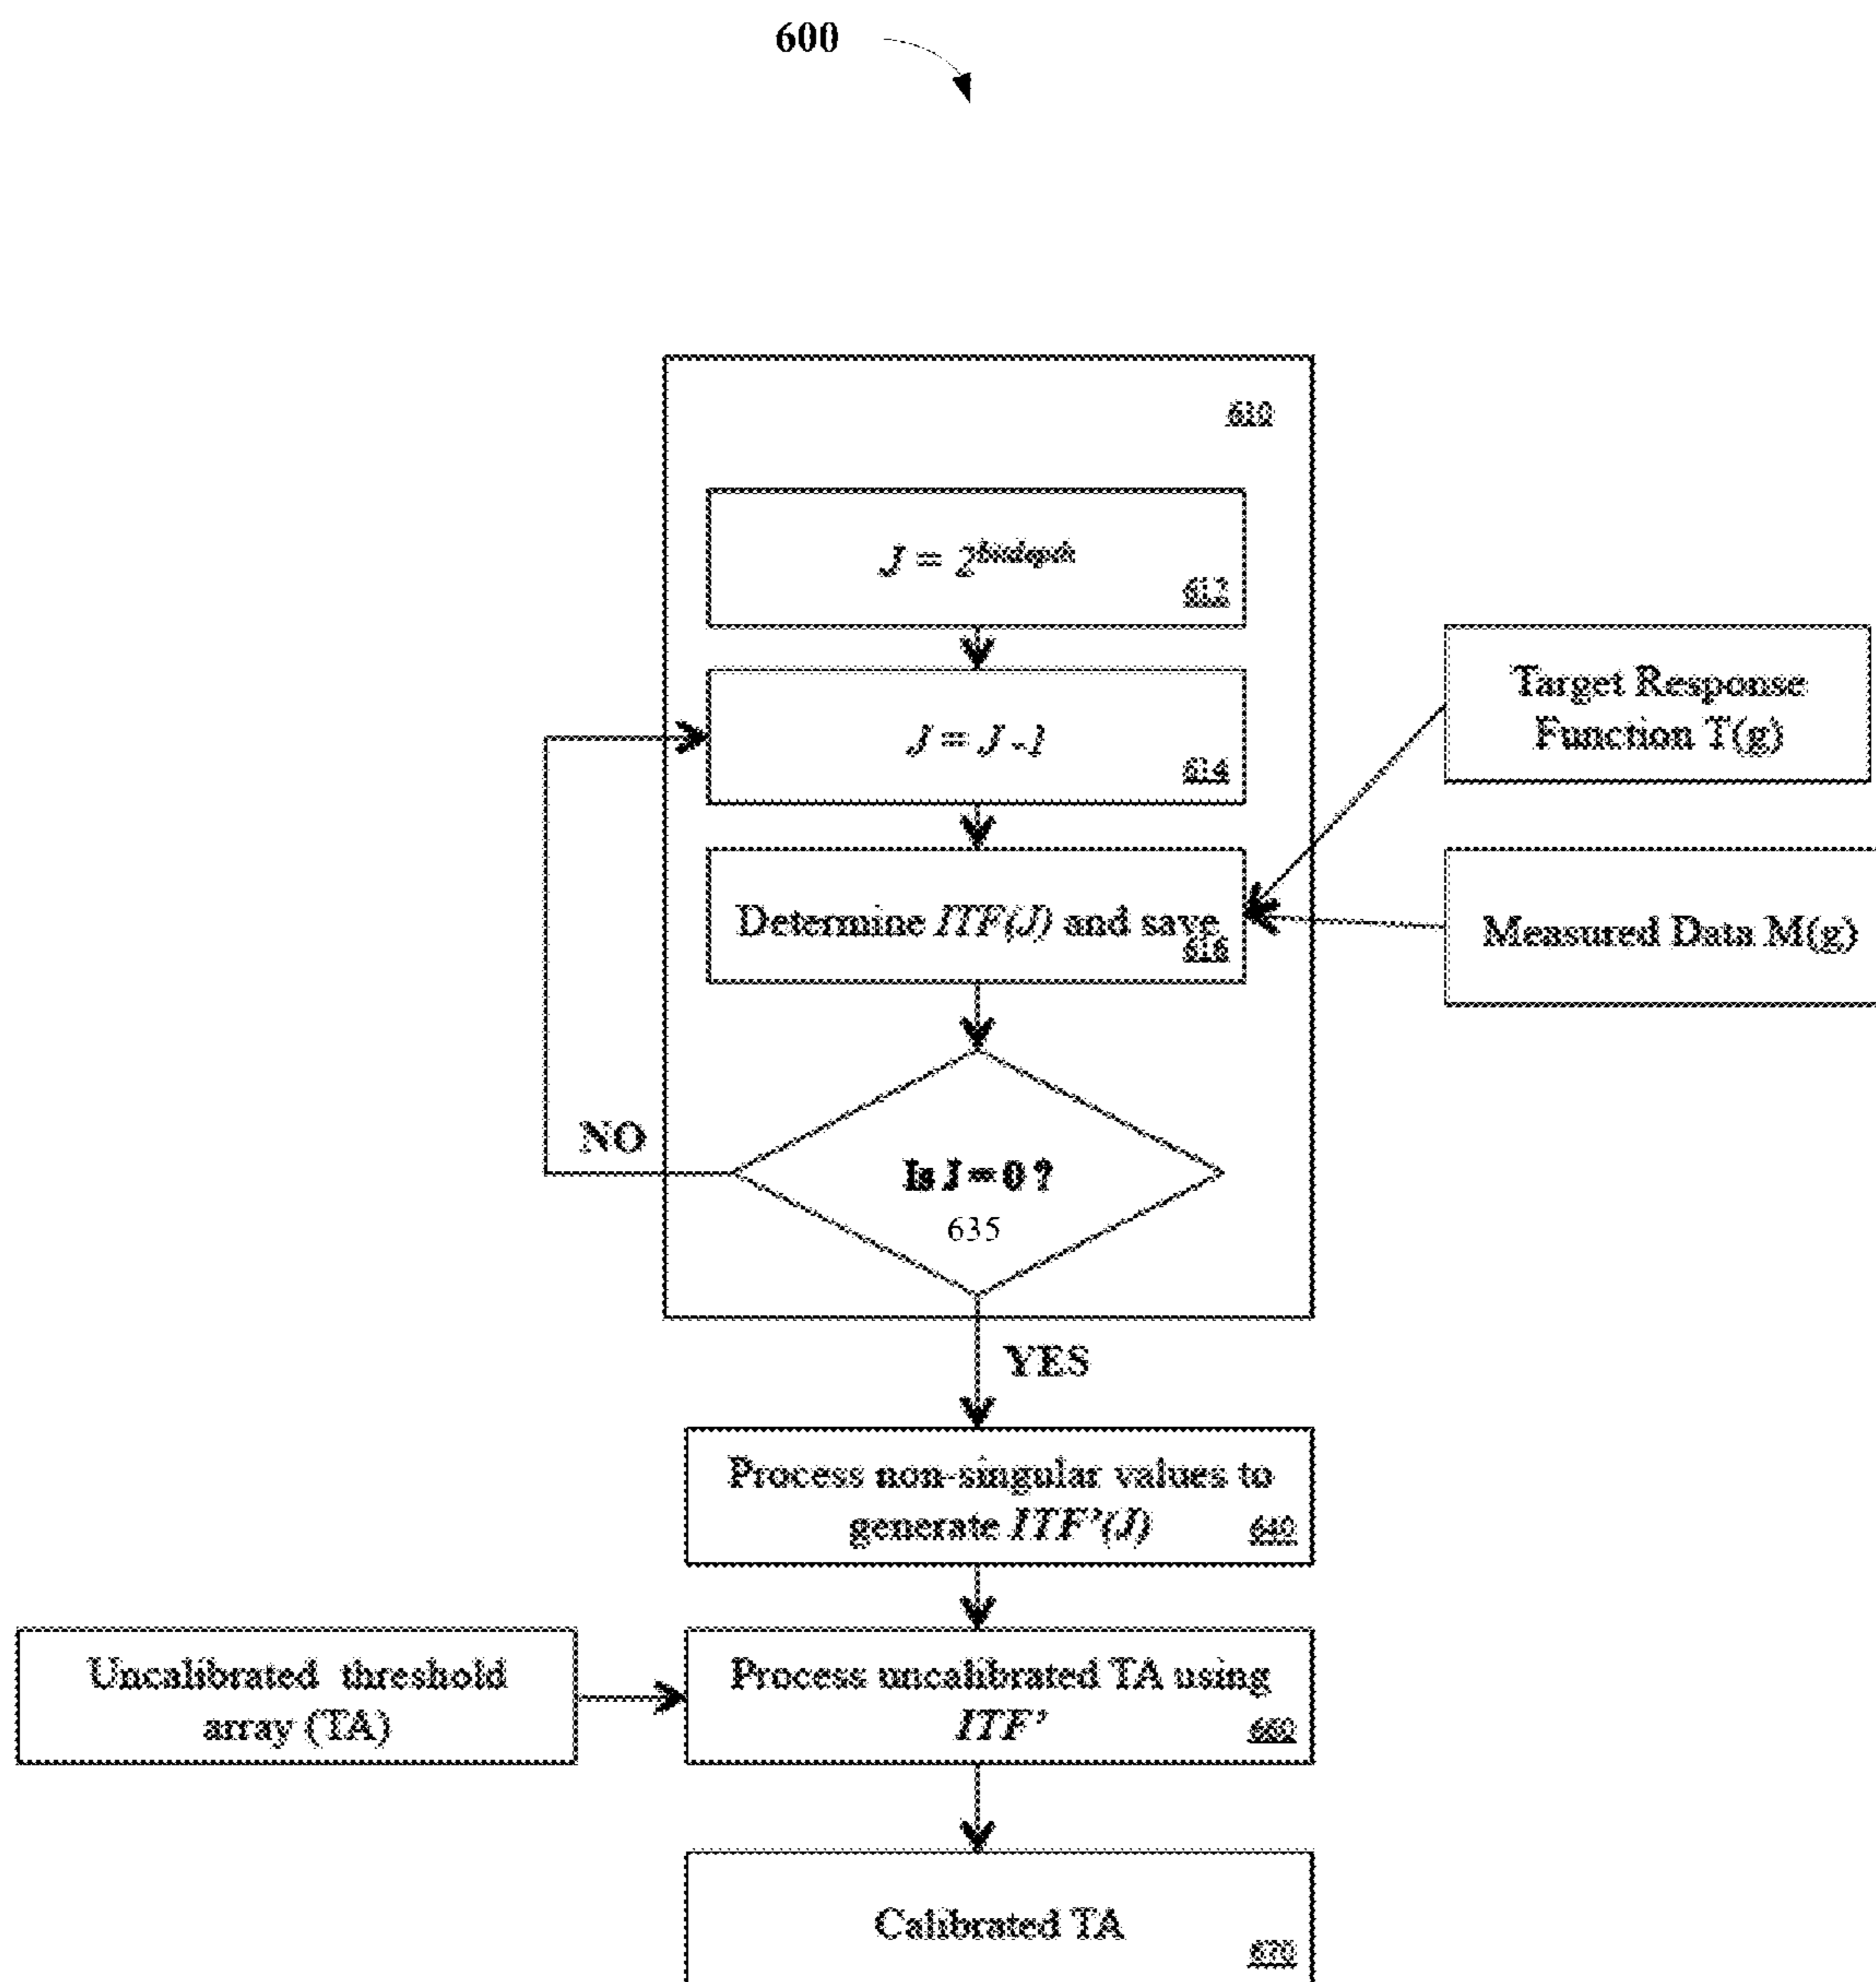 600
610
J = 2^bitdepth
612
J = J -1
614
Target Response
Function T(g)
Determine ITF(J) and save
616
Measured Data M(g)
Is J = 0 ?
635
NO
YES
Process non-singular values to
generate ITF'(J)
640
Uncalibrated threshold
array (TA)
Process uncalibrated TA using
ITF'
660
Calibrated TA
670